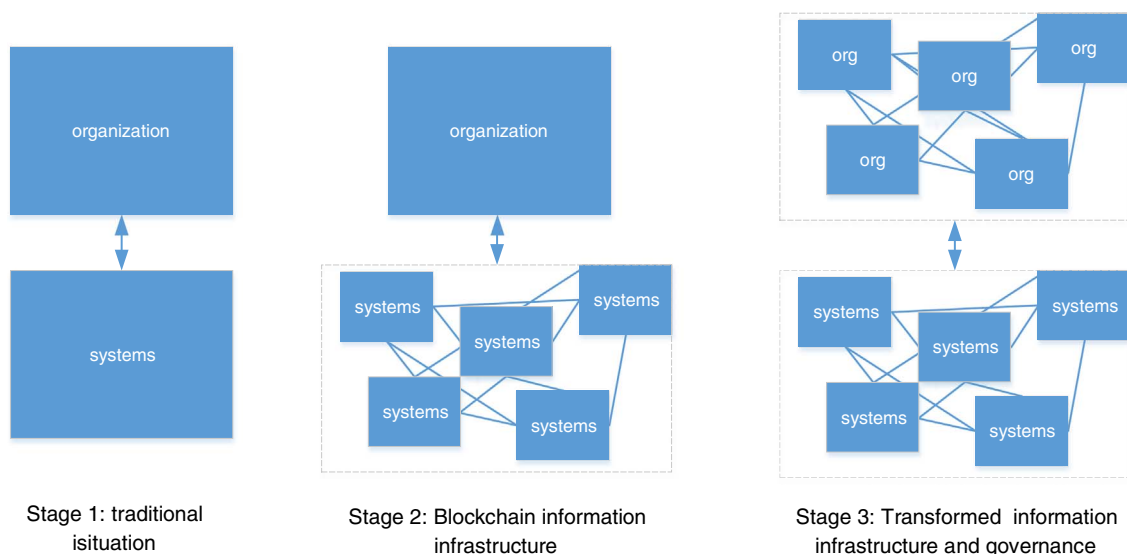 organization
systems
Stage 1: traditional
isituation
organization
systems
systems
systems
systems
systems
Stage 2: Blockchain information
infrastructure
org
org
org
org
org
systems
systems
systems
systems
systems
Stage 3: Transformed information
infrastructure and governance